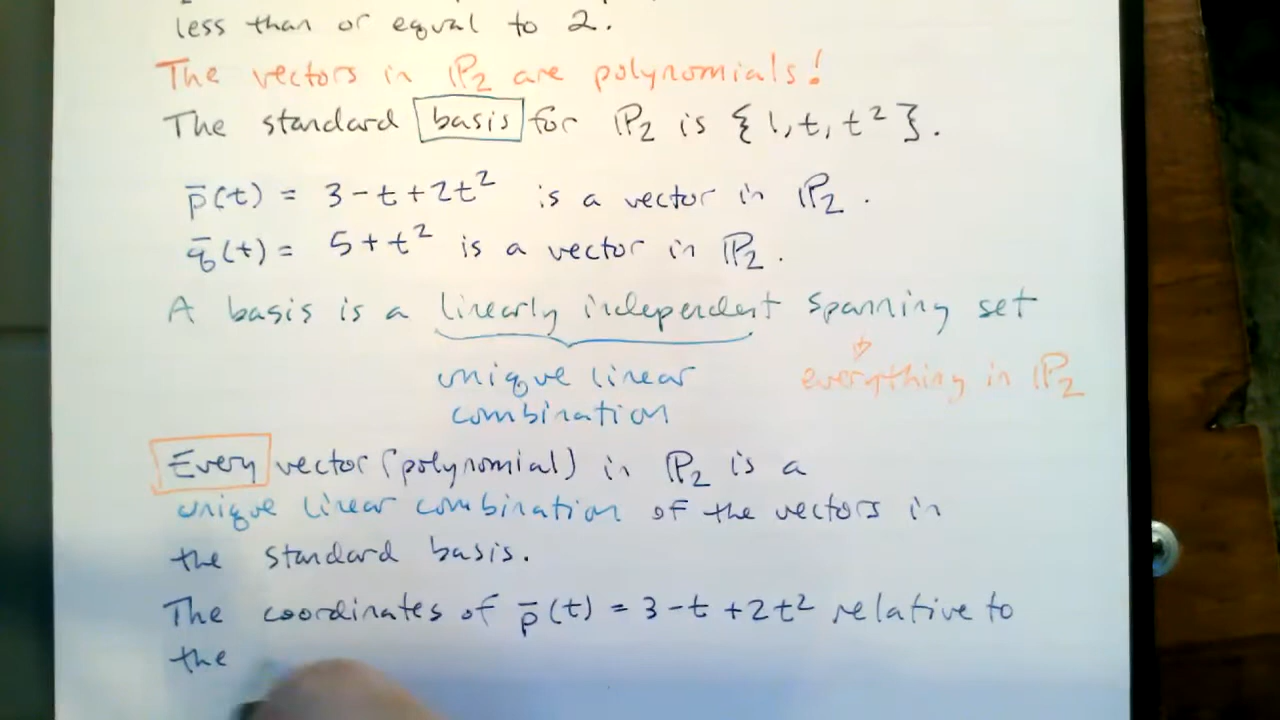 less than or equal to 2.
The vectors in ℙ₂ are polynomials!
The standard basis for ℙ₂ is {1, t, t²}.
p̄(t) = 3 - t + 2t² is a vector in ℙ₂.
q̄(t) = 5 + t² is a vector in ℙ₂.
A basis is a linearly independent spanning set
unique linear everything in ℙ₂
combination
Every vector (polynomial) in ℙ₂ is a
unique linear combination of the vectors in
the standard basis.
The coordinates of p̄(t) = 3 - t + 2t² relative to
the